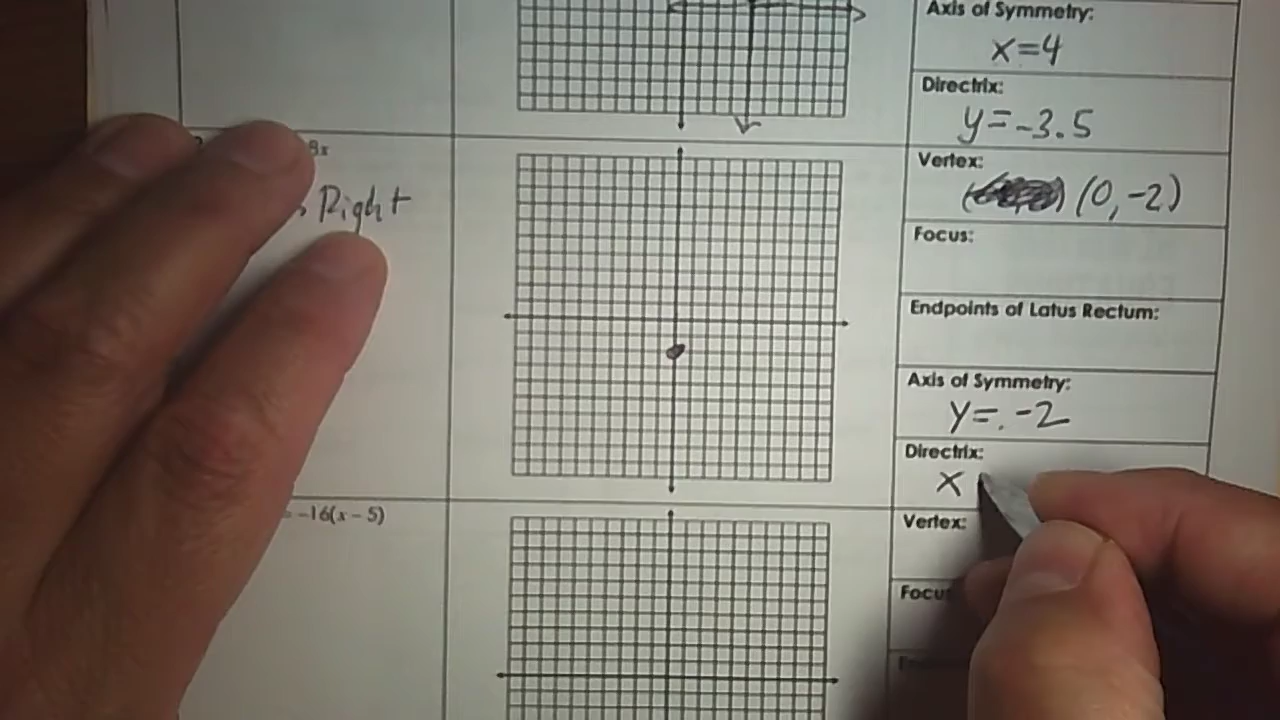 Axis of Symmetry:
x=4
Directrix:
y=-3.5
8x
Right
Vertex:
(0,-2)
Focus:
Endpoints of Latus Rectum:
Axis of Symmetry:
y=.-2
Directrix:
x
= -16(x – 5)
Vertex: